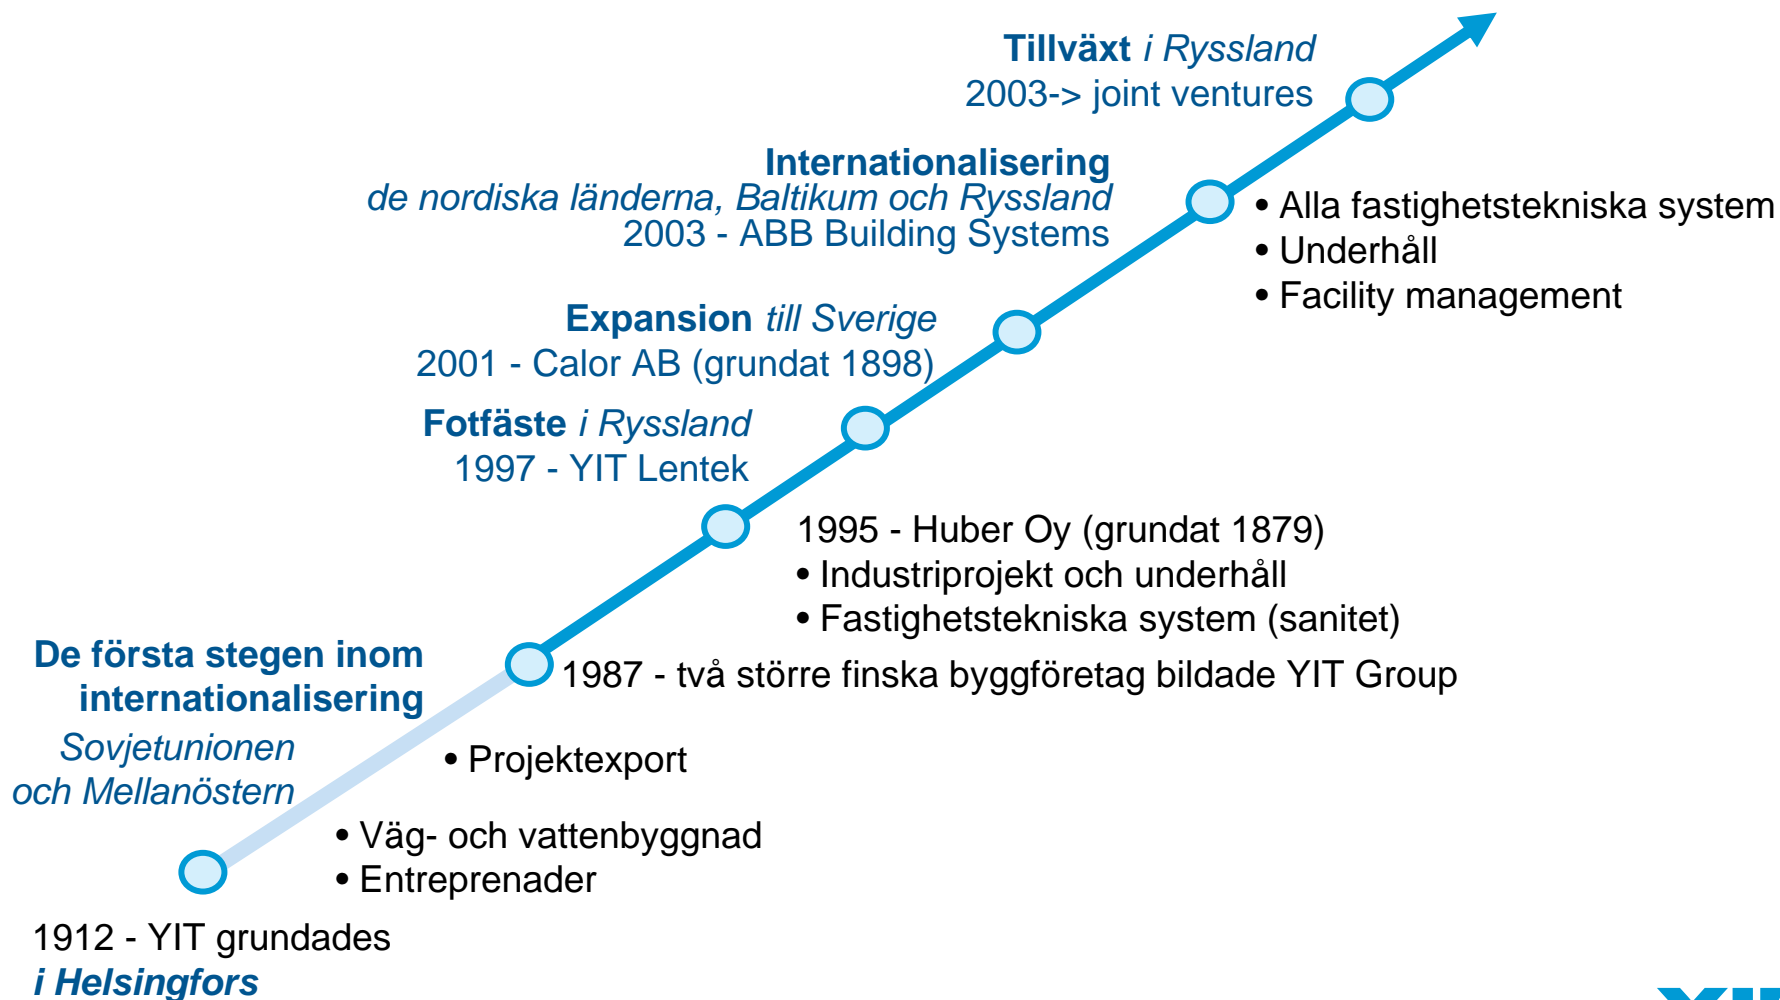 Tillväxt i Ryssland
2003-> joint ventures
Internationalisering
de nordiska länderna, Baltikum och Ryssland
2003 - ABB Building Systems
• Alla fastighetstekniska system
• Underhåll
• Facility management
Expansion till Sverige
2001 - Calor AB (grundat 1898)
Fotfäste i Ryssland
1997 - YIT Lentek
1995 - Huber Oy (grundat 1879)
• Industriprojekt och underhåll
• Fastighetstekniska system (sanitet)
1987 - två större finska byggföretag bildade YIT Group
De första stegen inom
internationalisering
Sovjetunionen
och Mellanöstern
• Projektexport
• Väg- och vattenbyggnad
• Entreprenader
1912 - YIT grundades
i Helsingfors